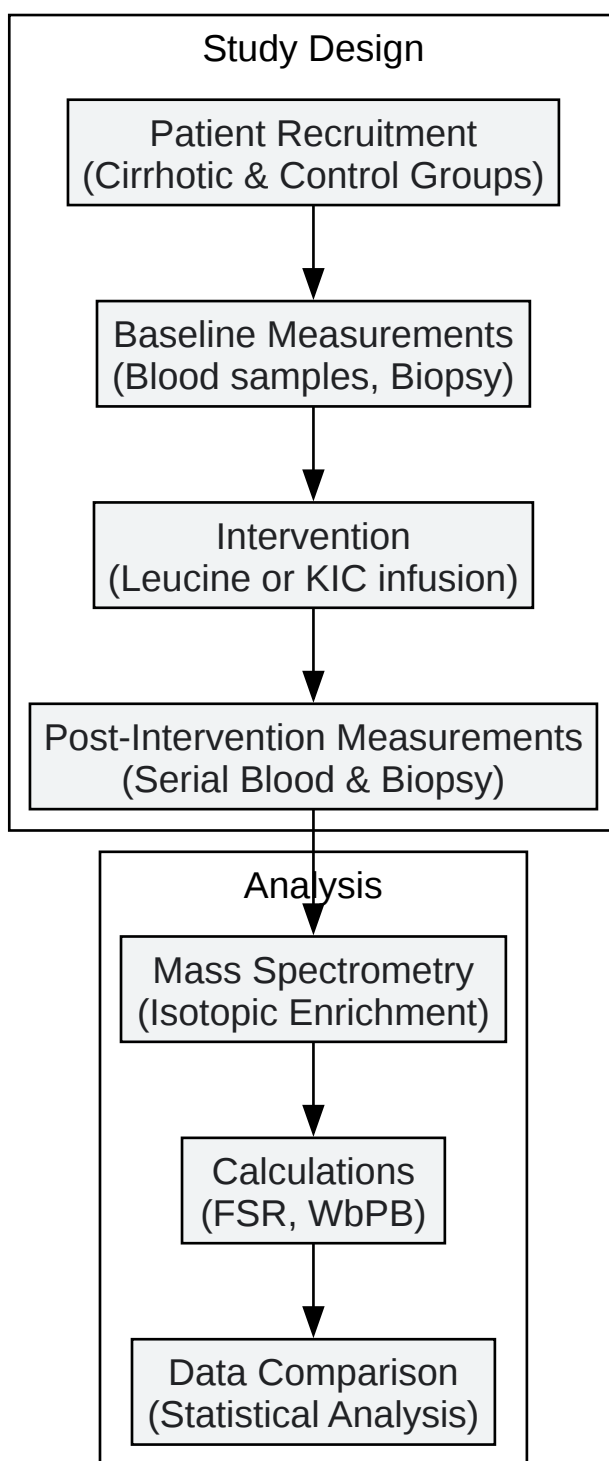 Study Design
Patient Recruitment
(Cirrhotic & Control Groups)
Baseline Measurements
(Blood samples, Biopsy)
Intervention
(Leucine or KIC infusion)
Post-Intervention Measurements
(Serial Blood & Biopsy)
Analysis
Mass Spectrometry
(Isotopic Enrichment)
Calculations
(FSR, WbPB)
Data Comparison
(Statistical Analysis)